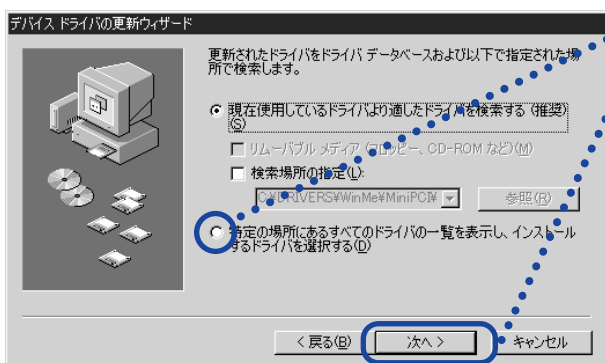 デバイス ドライバの更新ウィザード
更新されたドライバをドライバ データベースおよび以下で指定された場
所で検索します。
現在使用しているドライバより適したドライバを検索する (推奨)
(S)
リムーバブル メディア (フロッピー、CD-ROM など)(M)
検索場所の指定(L):
C:¥DRIVERS¥WinMe¥MiniPCI¥
参照(R)
特定の場所にあるすべてのドライバの一覧を表示し、インストール
するドライバを選択する(D)
< 戻る(B)
次へ >
キャンセル